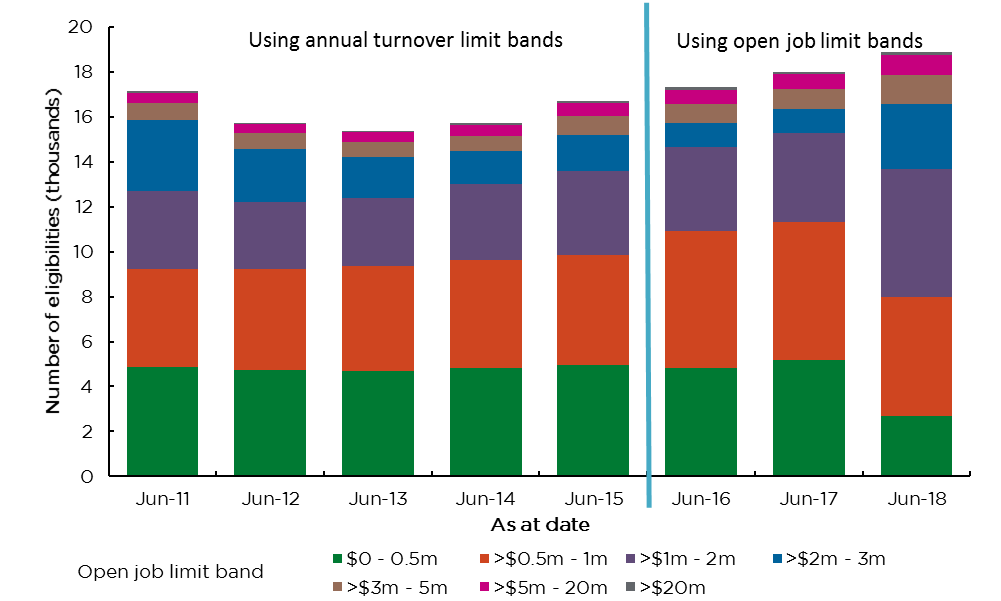 Using annual turnover limit bands
Using open job limit bands
Number of eligibilities (thousands)
20
18
16
14
12
10
8
6
4
2
0
Jun-11 Jun-12 Jun-13 Jun-14 Jun-15 Jun-16 Jun-17 Jun-18
As at date
Open job limit band
$0 - 0.5m >$0.5m - 1m >$1m - 2m >$2m - 3m
>$3m - 5m >$5m - 20m >$20m